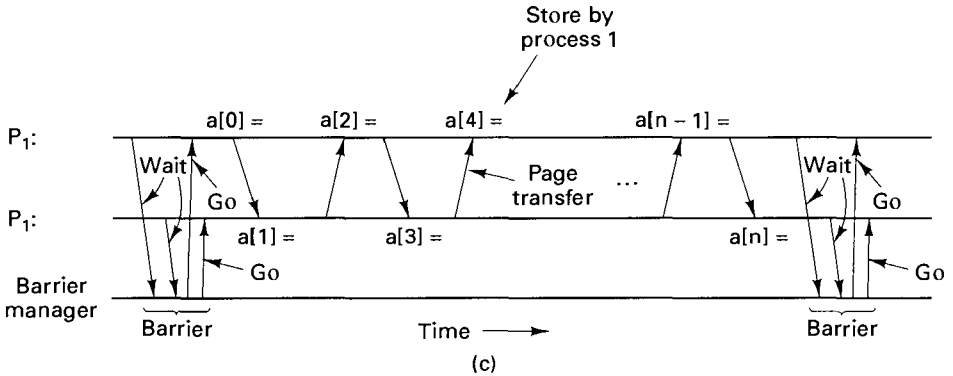 Store by
process 1
a[0] = a[2] = a[4] = a[n – 1] =
P₁:
Wait
Go
Page
transfer
...
Wait
Go
P₁:
a[1] = a[3] = a[n] =
Go
Go
Barrier
manager
Barrier
Time
Barrier
(c)